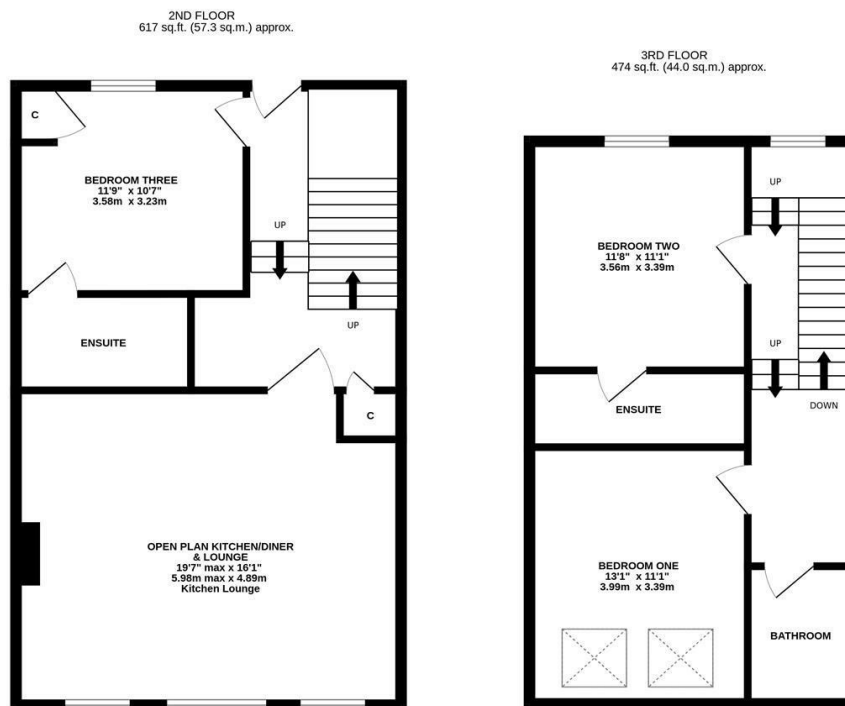 2ND FLOOR
617 sq.ft. (57.3 sq.m.) approx.
C
BEDROOM THREE
11'9" x 10'7"
3.58m x 3.23m
UP
UP
ENSUITE
C
OPEN PLAN KITCHEN/DINER
& LOUNGE
19'7" max x 16'1"
5.98m max x 4.89m
Kitchen Lounge
3RD FLOOR
474 sq.ft. (44.0 sq.m.) approx.
UP
BEDROOM TWO
11'8" x 11'1"
3.56m x 3.39m
UP
DOWN
ENSUITE
BEDROOM ONE
13'1" x 11'1"
3.99m x 3.39m
BATHROOM